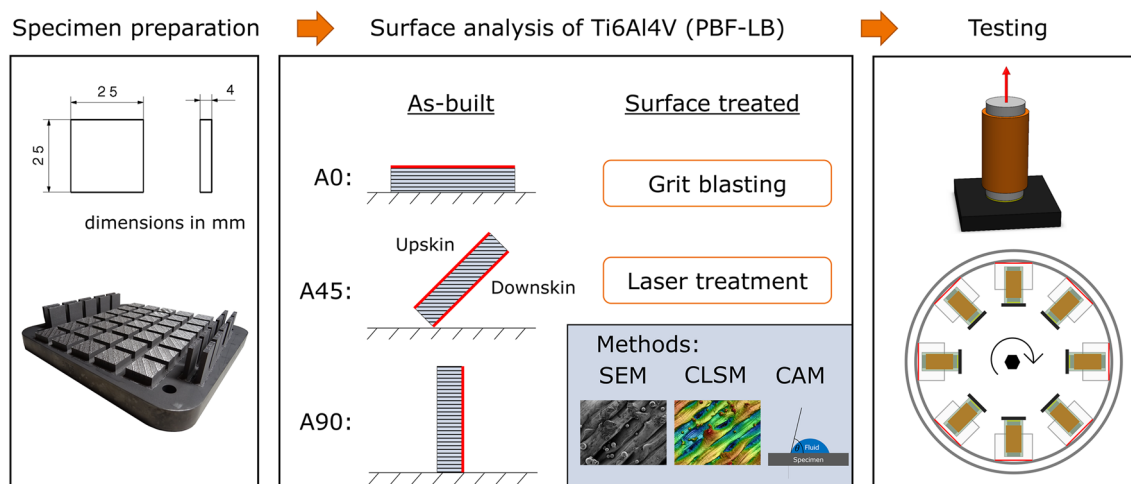 Specimen preparation
Surface analysis of Ti6Al4V (PBF-LB)
Testing
25
4
25
dimensions in mm
As-built
Surface treated
A0:
Grit blasting
Upskin
Downskin
A45:
Laser treatment
A90:
Methods:
SEM
CLSM
CAM
Fluid
Specimen